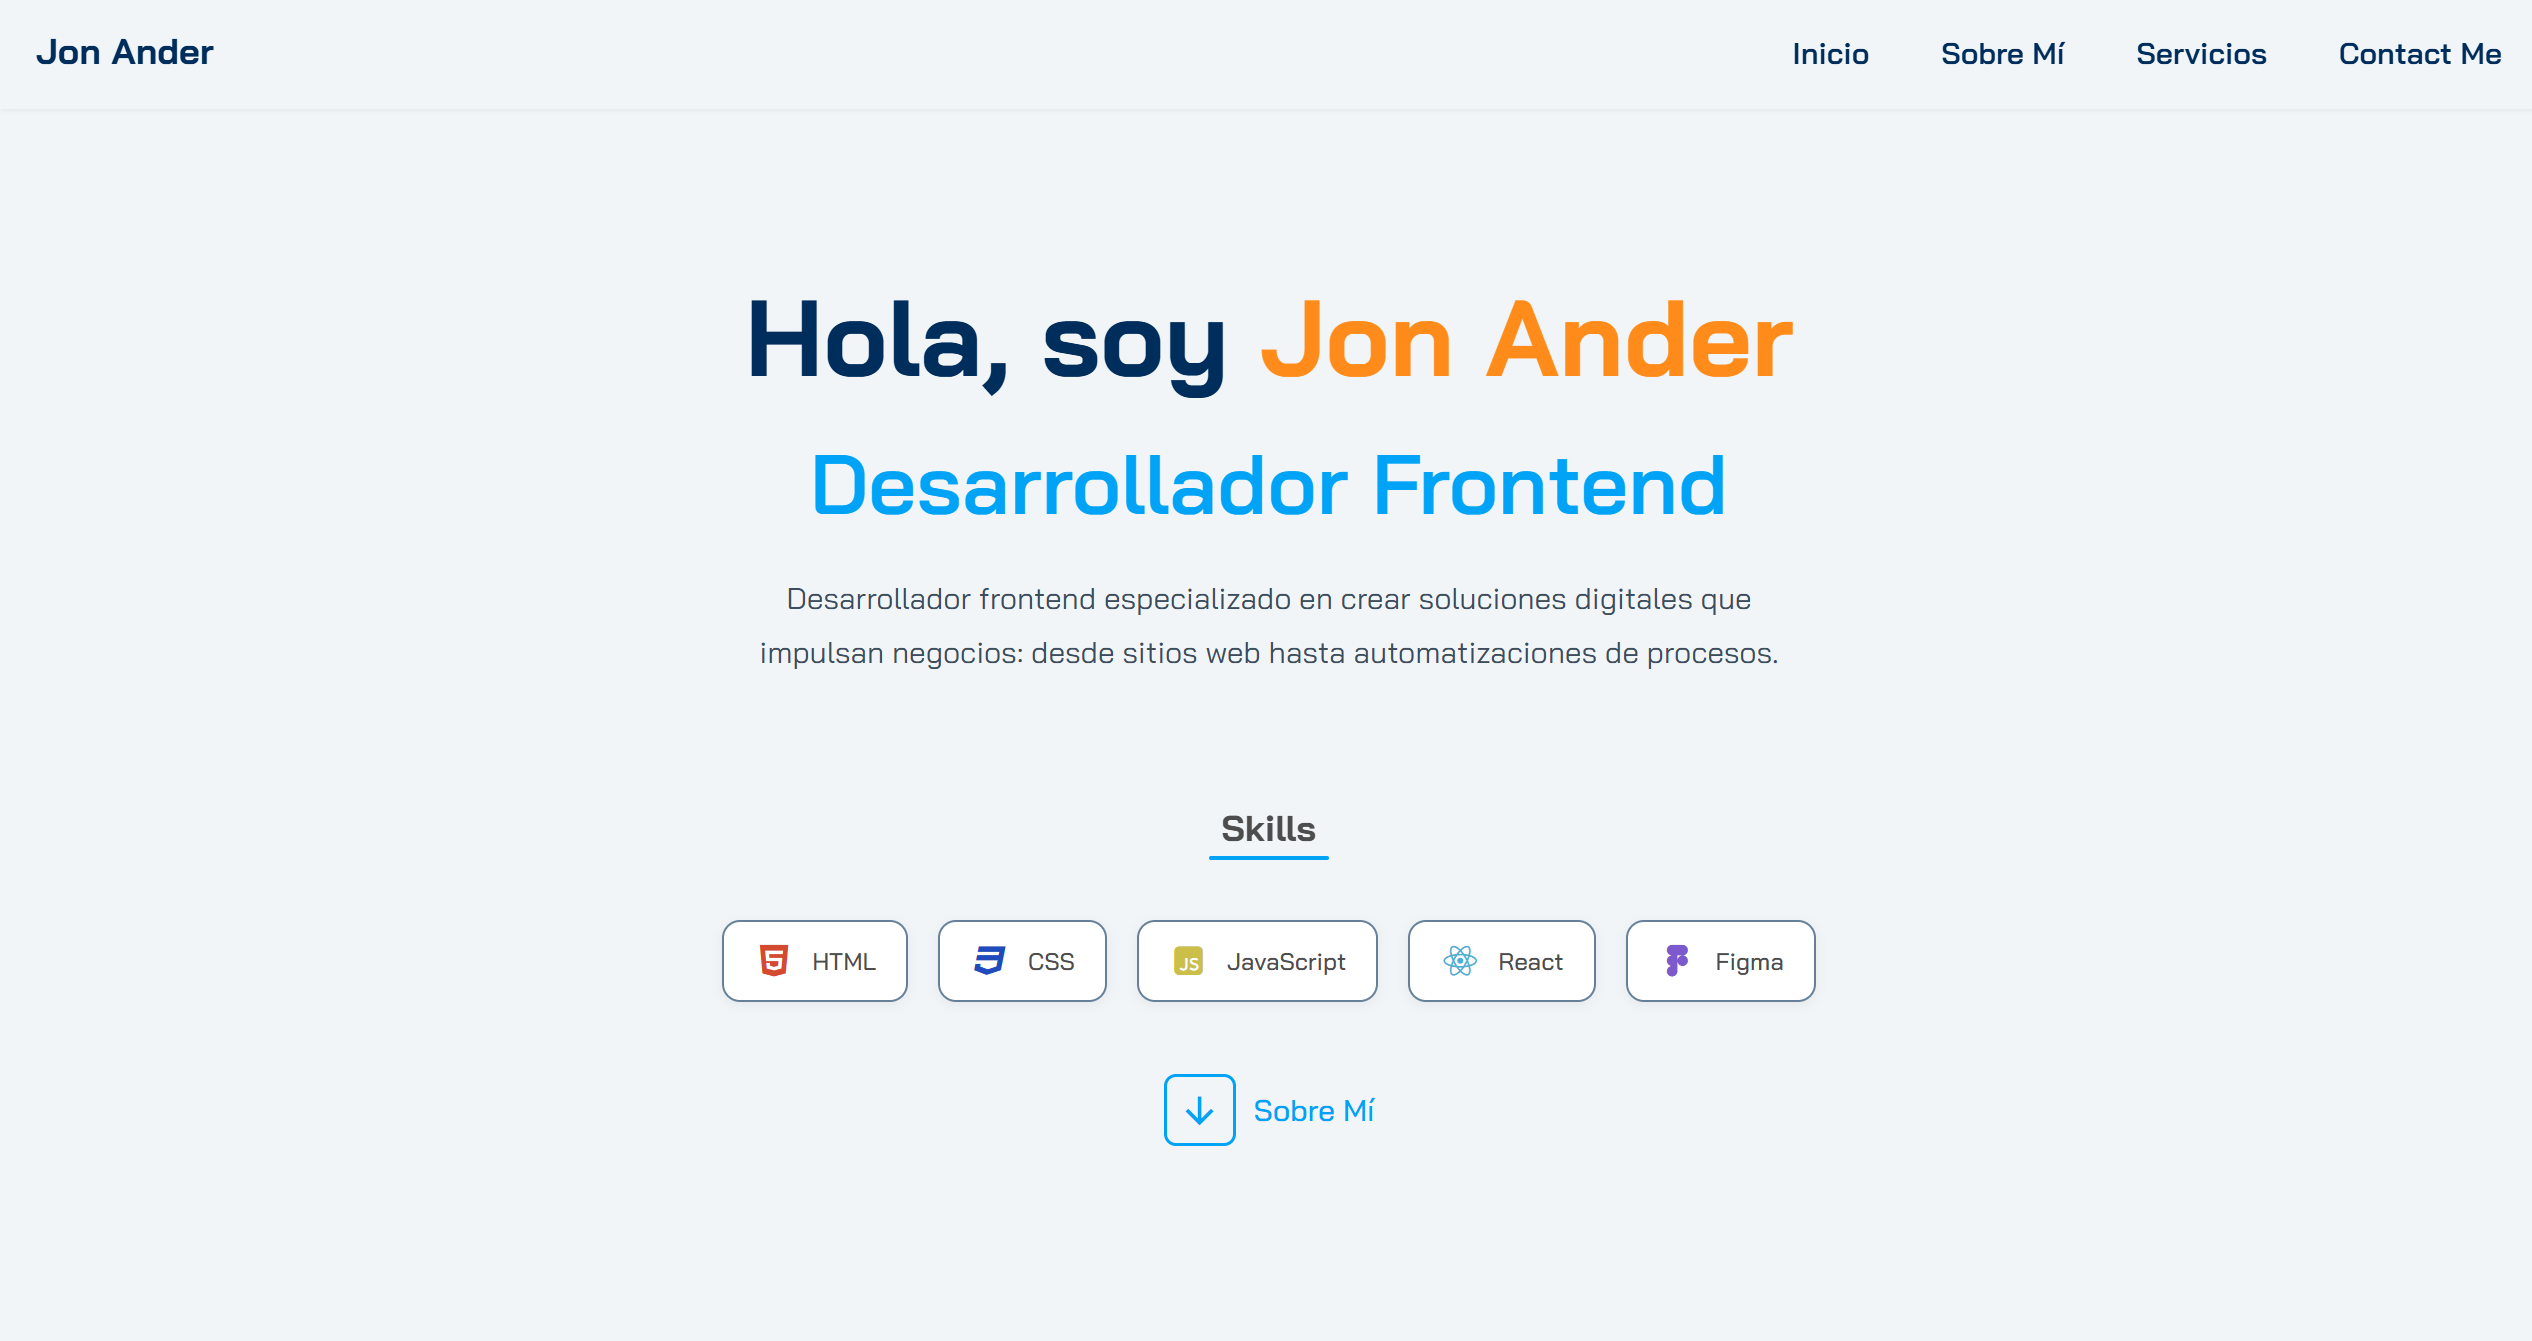 Jon Ander
Inicio
Sobre Mí
Servicios
Contact Me
Hola, soy Jon Ander
Desarrollador Frontend
Desarrollador frontend especializado en crear soluciones digitales que
impulsan negocios: desde sitios web hasta automatizaciones de procesos.
Skills
HTML
CSS
JS
JavaScript
React
Figma
Sobre Mí